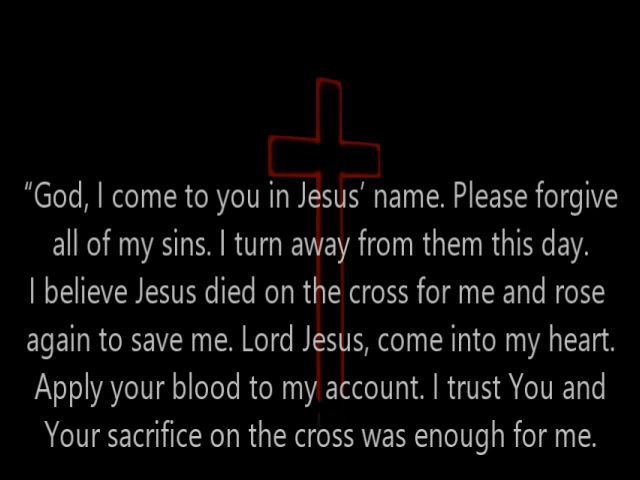 “God, I come to you in Jesus’ name. Please forgive
all of my sins. I turn away from them this day.
I believe Jesus died on the cross for me and rose
again to save me. Lord Jesus, come into my heart.
Apply your blood to my account. I trust You and
Your sacrifice on the cross was enough for me.